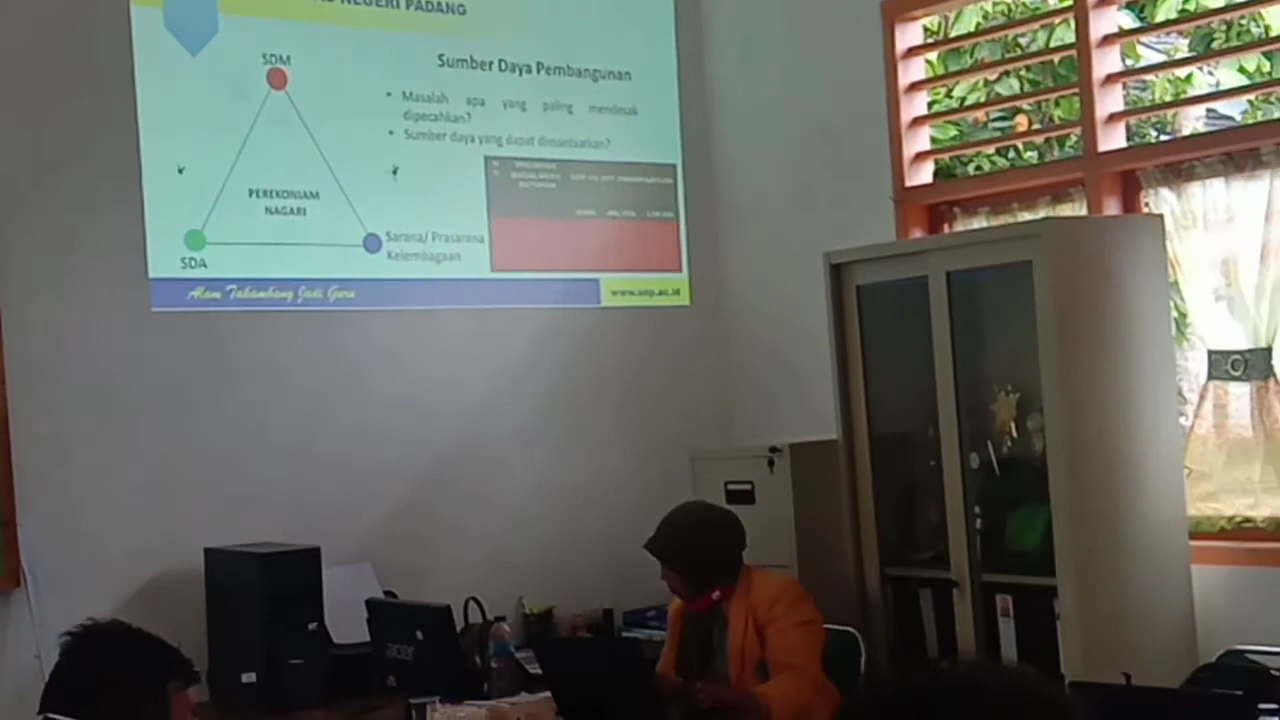 NEGERI PADANG
SDM
Sumber Daya Pembangunan
• Masalah apa yang paling mendesak
dipecahkan?
• Sumber daya yang dapat dimanfaatkan?
PEREKONIAM
NAGARI
Sarana/ Prasarana
Kelembagaan
SDA
Alam Takambang Jadi Guru
www.unp.ac.id
acer